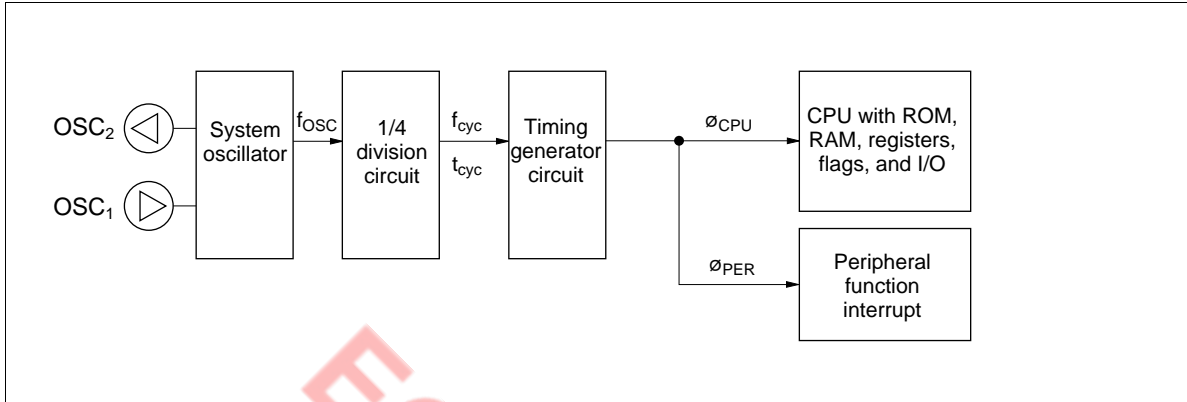 OSC₂
OSC₁
System
oscillator
fOSC
1/4
division
circuit
fcyc
tcyc
Timing
generator
circuit
øCPU
øPER
CPU with ROM,
RAM, registers,
flags, and I/O
Peripheral
function
interrupt